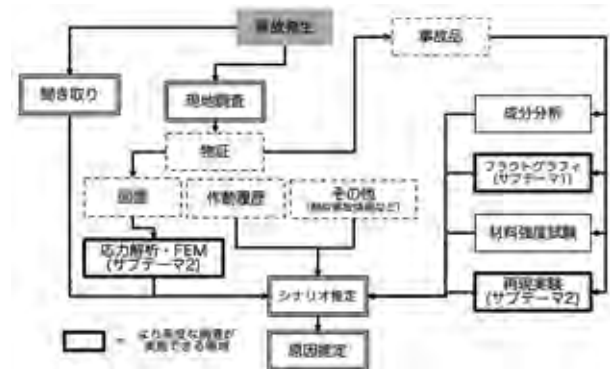 事故発生
事故品
聞き取り
現地調査
成分分析
物証
フラクトグラフィ
(サブテーマ1)
図面
作動履歴
その他
応力解析・FEM
(サブテーマ2)
材料強度試験
シナリオ推定
再現実験
(サブテーマ2)
原因推定
= より高度な調査が
実施できる領域